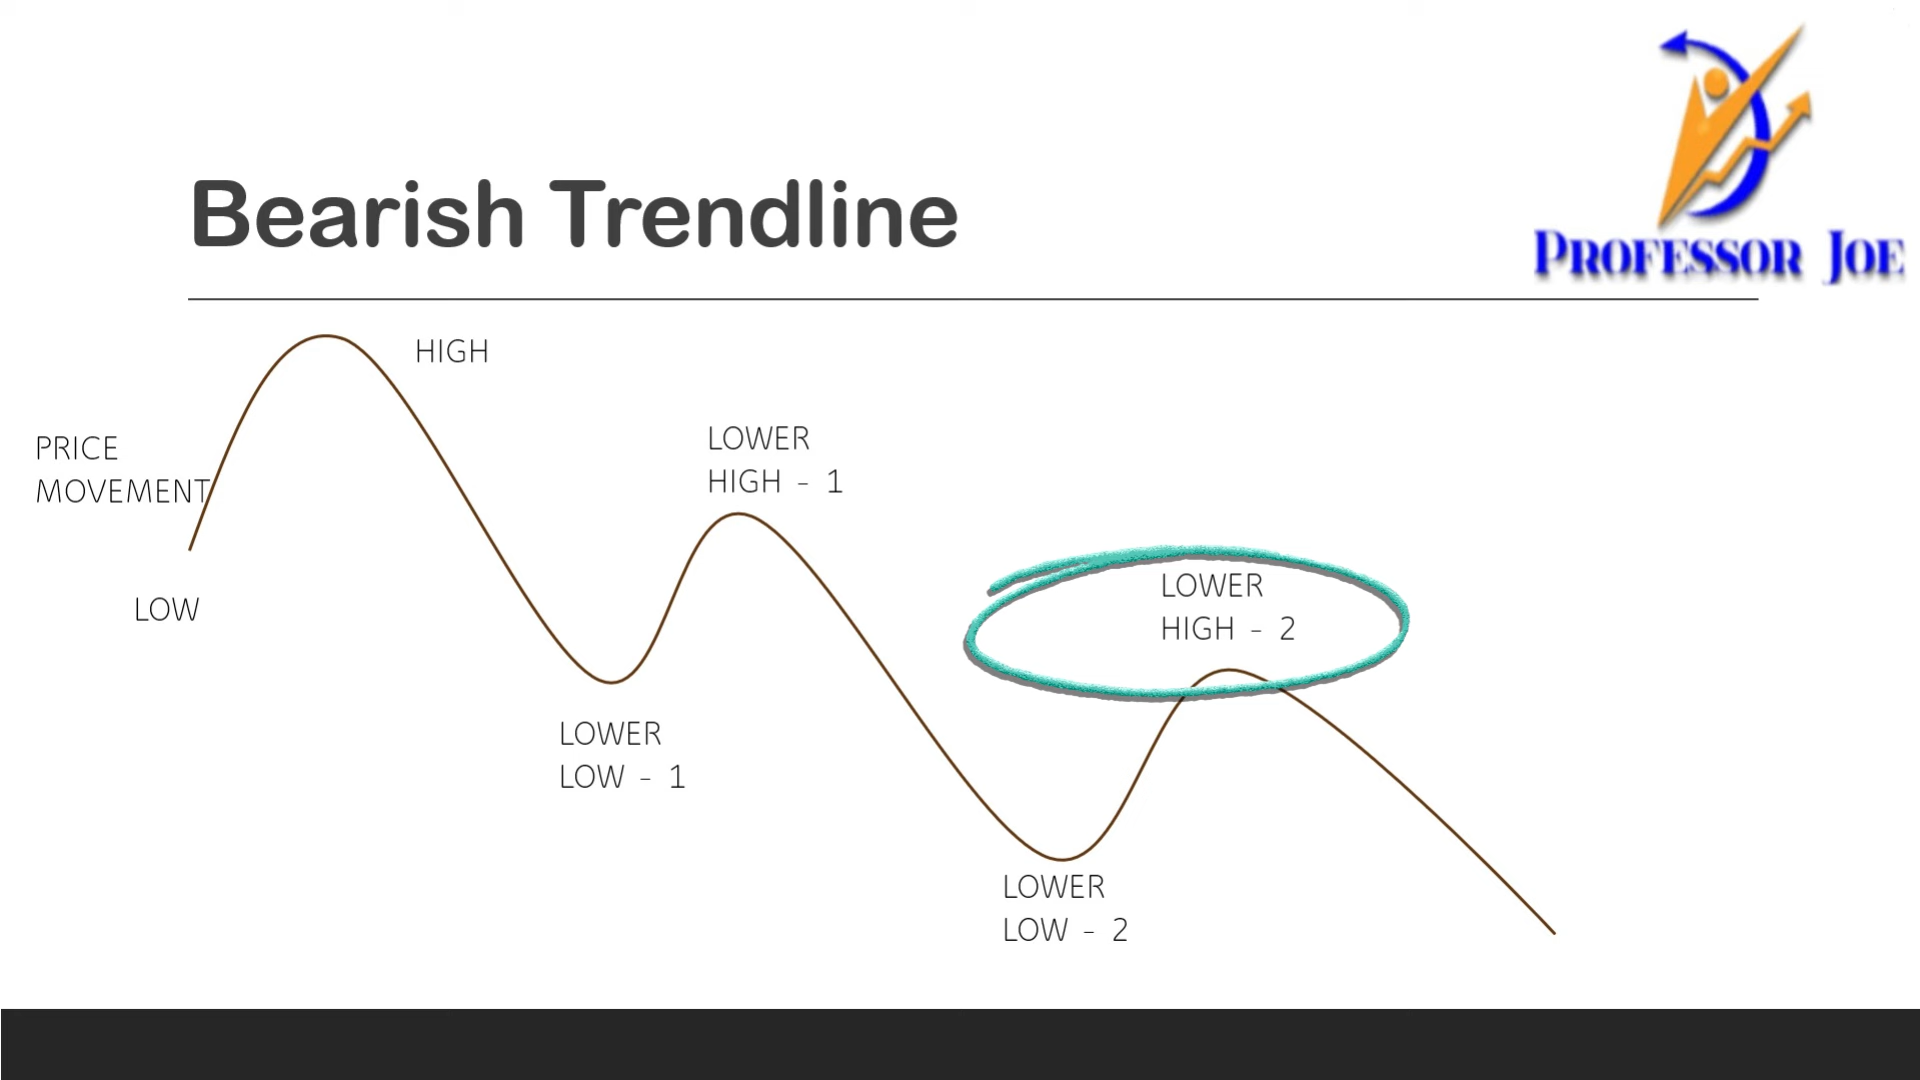 PROFESSOR JOE
Bearish Trendline
HIGH
PRICE
MOVEMENT
LOW
LOWER
HIGH - 1
LOWER
LOW - 1
LOWER
HIGH - 2
LOWER
LOW - 2